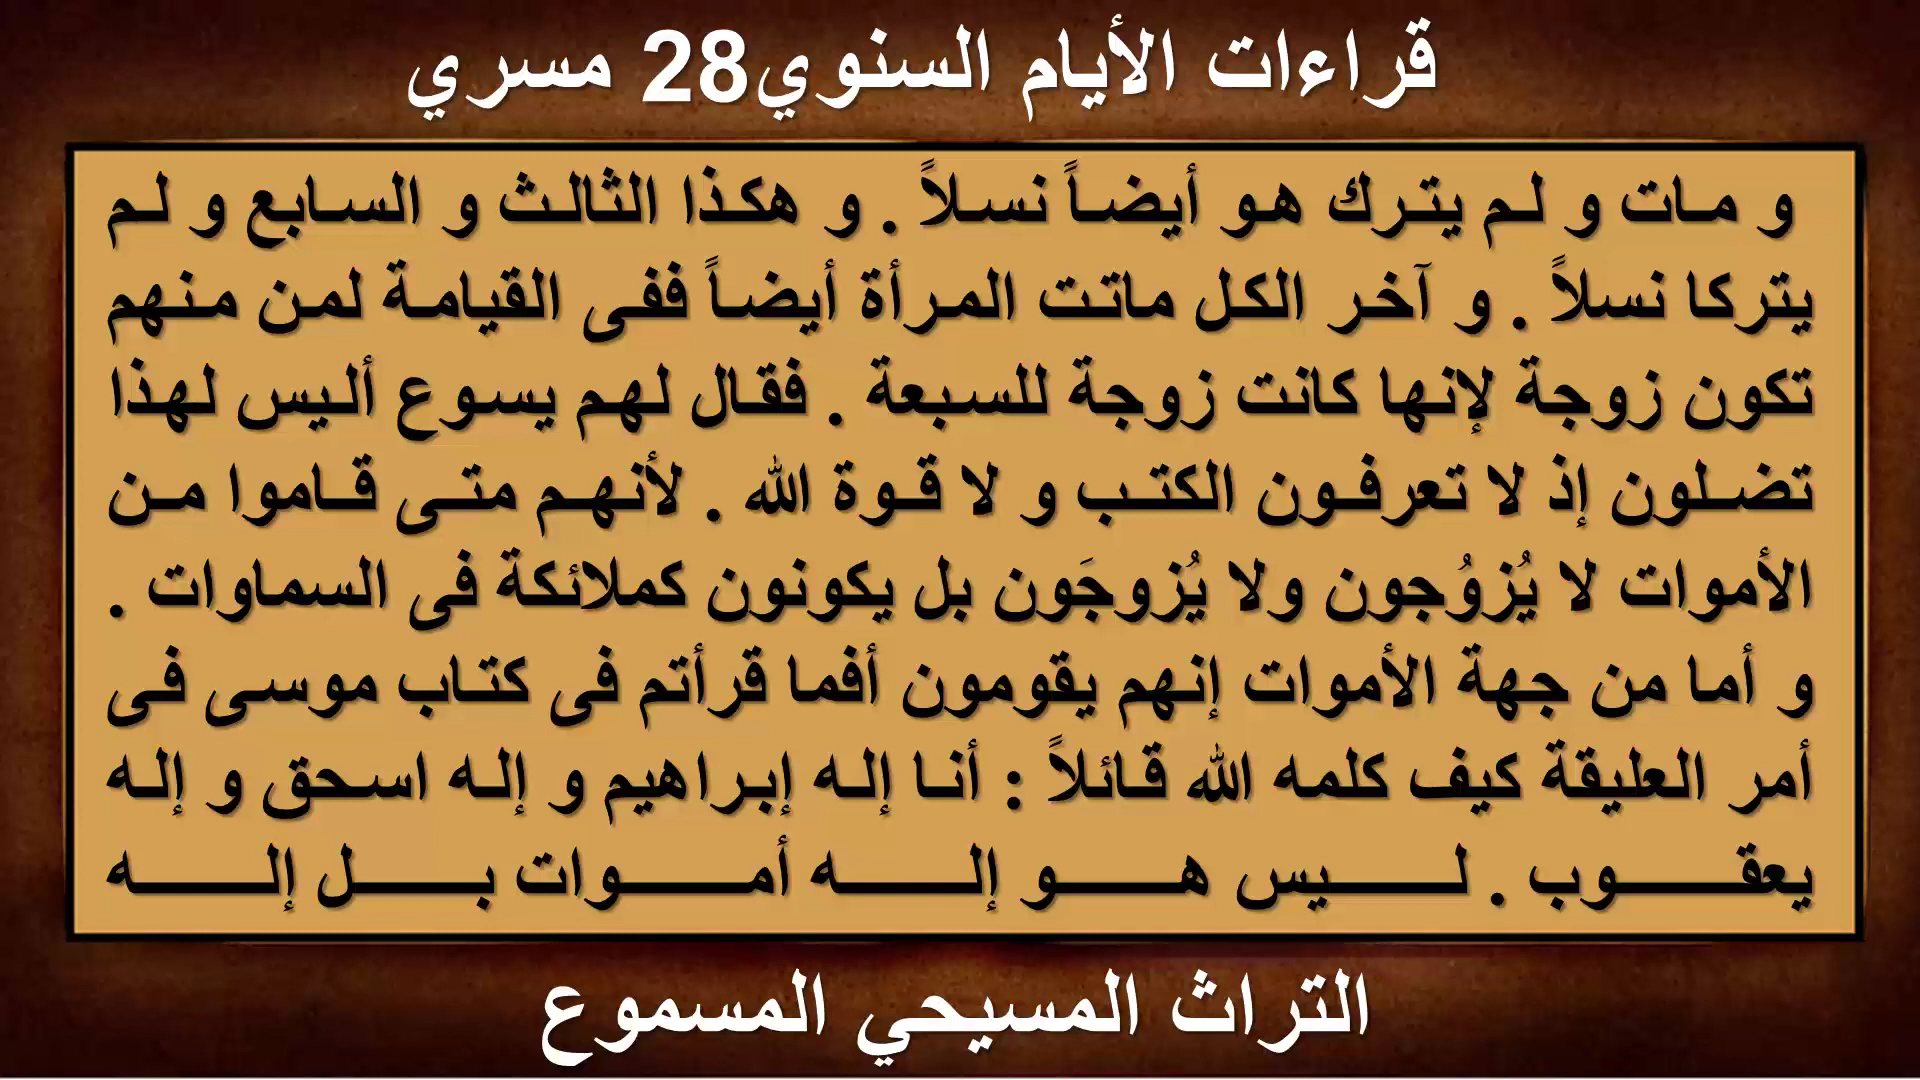 قراءات الأيام السنوي28 مسري
و مات و لم يترك هو أيضاً نسلاً . و هكذا الثالث و السابع و لم
يتركا نسلاً . و آخر الكل ماتت المرأة أيضاً ففى القيامة لمن منهم
تكون زوجة لإنها كانت زوجة للسبعة . فقال لهم يسوع أليس لهذا
تضلون إذ لا تعرفون الكتب و لا قوة الله . لأنهم متى قاموا من
الأموات لا يُزوُجون ولا يُزوجَون بل يكونون كملائكة فى السماوات .
و أما من جهة الأموات إنهم يقومون أفما قرأتم فى كتاب موسى فى
أمر العليقة كيف كلمه الله قائلاً : أنا إله إبراهيم و إله اسحق و إله
يعقوب . ليس هو إله أموات بل إله
التراث المسيحي المسموع